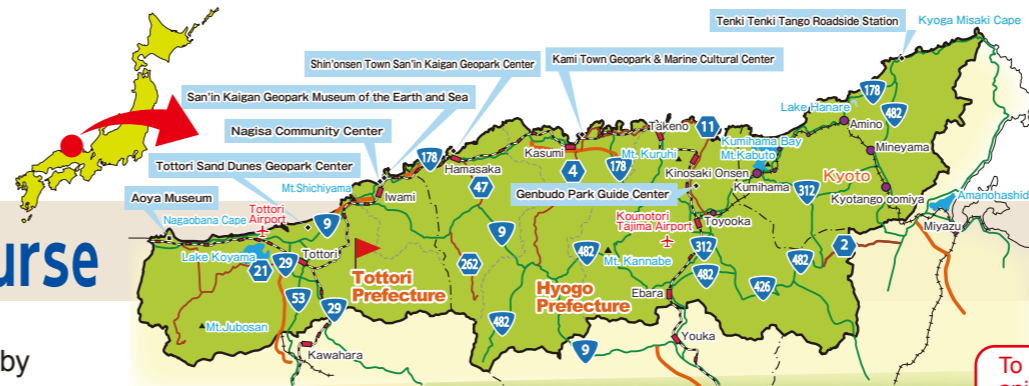 Tenki Tenki Tango Roadside Station
Kyoga Misaki Cape
Shin'onsen Town San'in Kaigan Geopark Center
Kami Town Geopark & Marine Cultural Center
San'in Kaigan Geopark Museum of the Earth and Sea
Nagisa Community Center
Tottori Sand Dunes Geopark Center
Aoya Museum
Genbudo Park Guide Center
Lake Hanare
178
482
Amino
Mineyama
Kyoto
Kyotango oomiya
Amanohashid
Miyazu
Takeno
11
Kumihama Bay
Mt.Kabuto
Kinosaki Onsen
Kumihama
312
Mt. Kuruhi
Kasumi
4
178
178
Hamasaka
47
Mt.Shichiyama
Iwami
Nagaobana Cape
Tottori
Airport
9
Lake Koyama
21
29
Tottori
Tottori
Prefecture
53
29
Mt.Jubosan
Kawahara
9
262
482
Kounotori
Tajima Airport
Toyooka
312
482
Mt. Kannabe
482
Hyogo
Prefecture
Ebara
426
482
2
9
Youka
urse
by
To